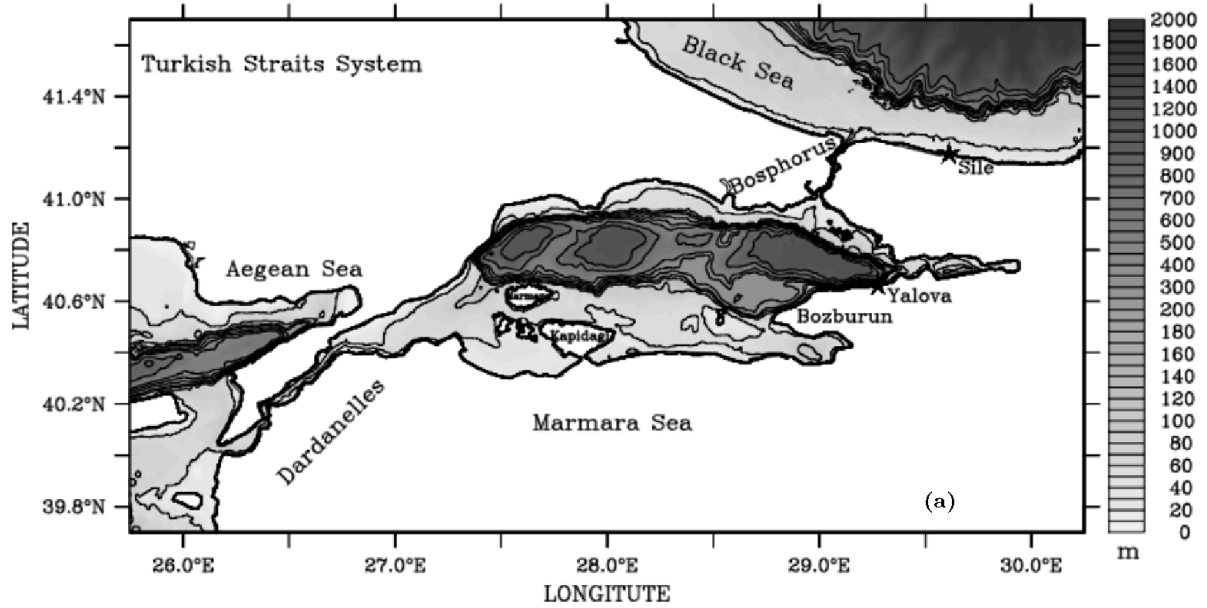 Turkish Straits System
Black Sea
Bosphorus
Sile
Aegean Sea
Marmara
Kapidagi
Yalova
Bozburun
Dardanelles
Marmara Sea
(a)
LATITUDE
41.4°N
41.0°N
40.6°N
40.2°N
39.8°N
26.0°E
27.0°E
28.0°E
29.0°E
30.0°E
LONGITUTE
2000
1800
1600
1400
1200
1000
900
800
700
600
500
400
300
200
180
160
140
120
100
80
60
40
20
0
m